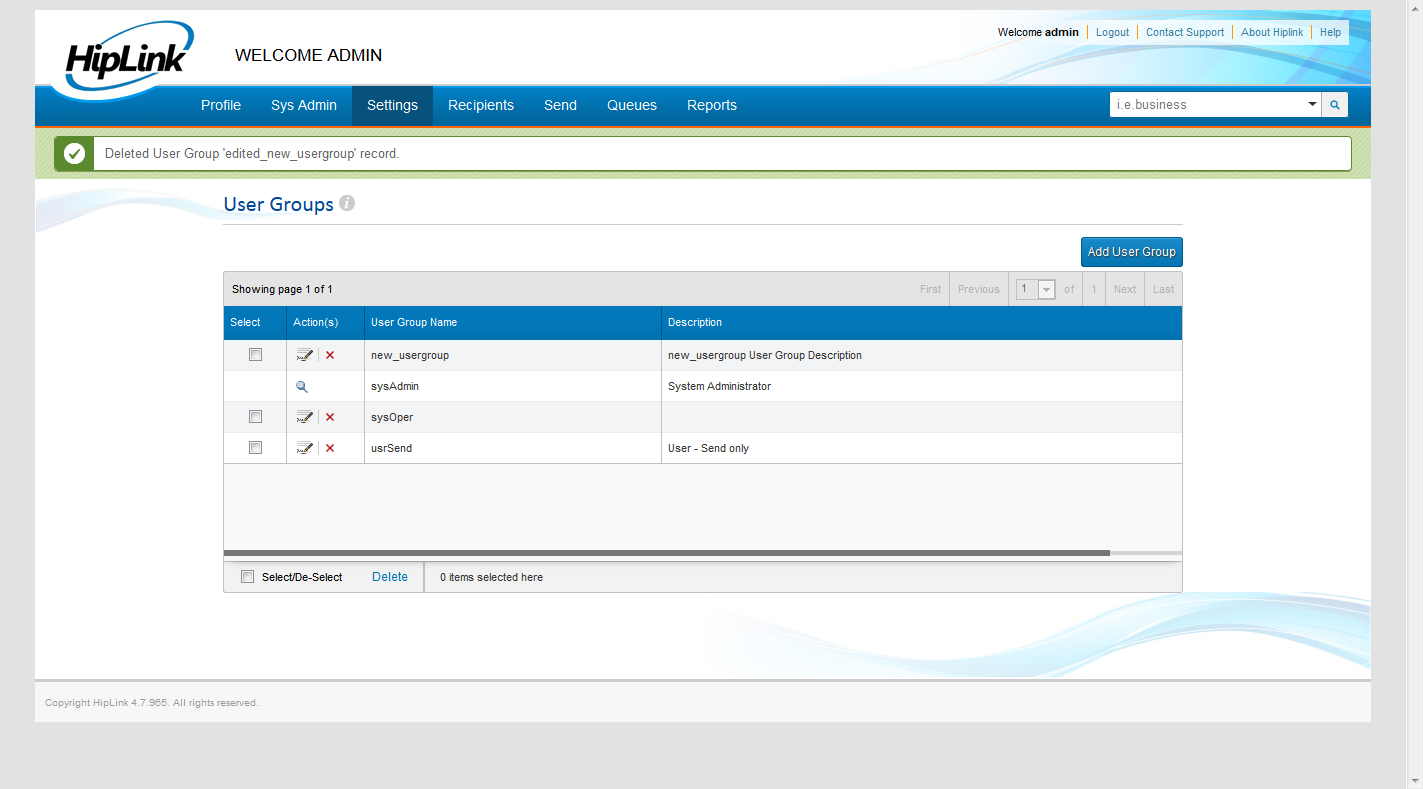 HipLink
WELCOME ADMIN
Welcome admin Logout Contact Support About Hiplink Help
Profile Sys Admin Settings Recipients Send Queues Reports i.e.business
Deleted User Group 'edited_new_usergroup' record.
User Groups i
Add User Group
Showing page 1 of 1 First Previous 1 of 1 Next Last
Select Action(s) User Group Name Description
new_usergroup new_usergroup User Group Description
sysAdmin System Administrator
sysOper
usrSend User - Send only
Select/De-Select Delete 0 items selected here
Copyright HipLink 4.7.965. All rights reserved.